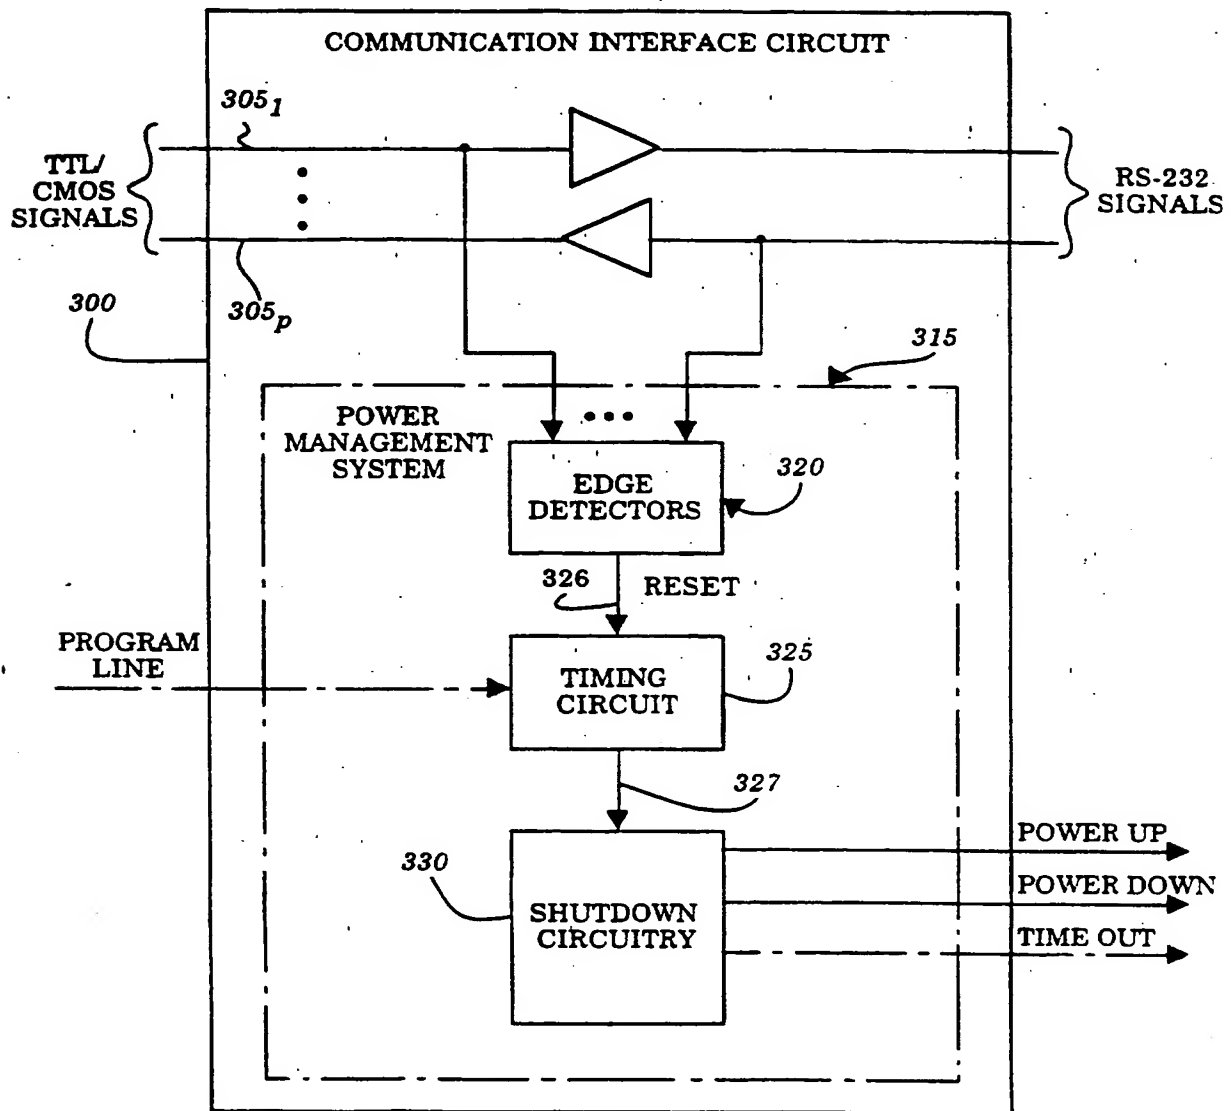 COMMUNICATION INTERFACE CIRCUIT
305₁
TTL/
CMOS
SIGNALS
RS-232
SIGNALS
300
305ₚ
315
POWER
MANAGEMENT
SYSTEM
EDGE
DETECTORS
320
326
RESET
PROGRAM
LINE
TIMING
CIRCUIT
325
327
330
SHUTDOWN
CIRCUITRY
POWER UP
POWER DOWN
TIME OUT